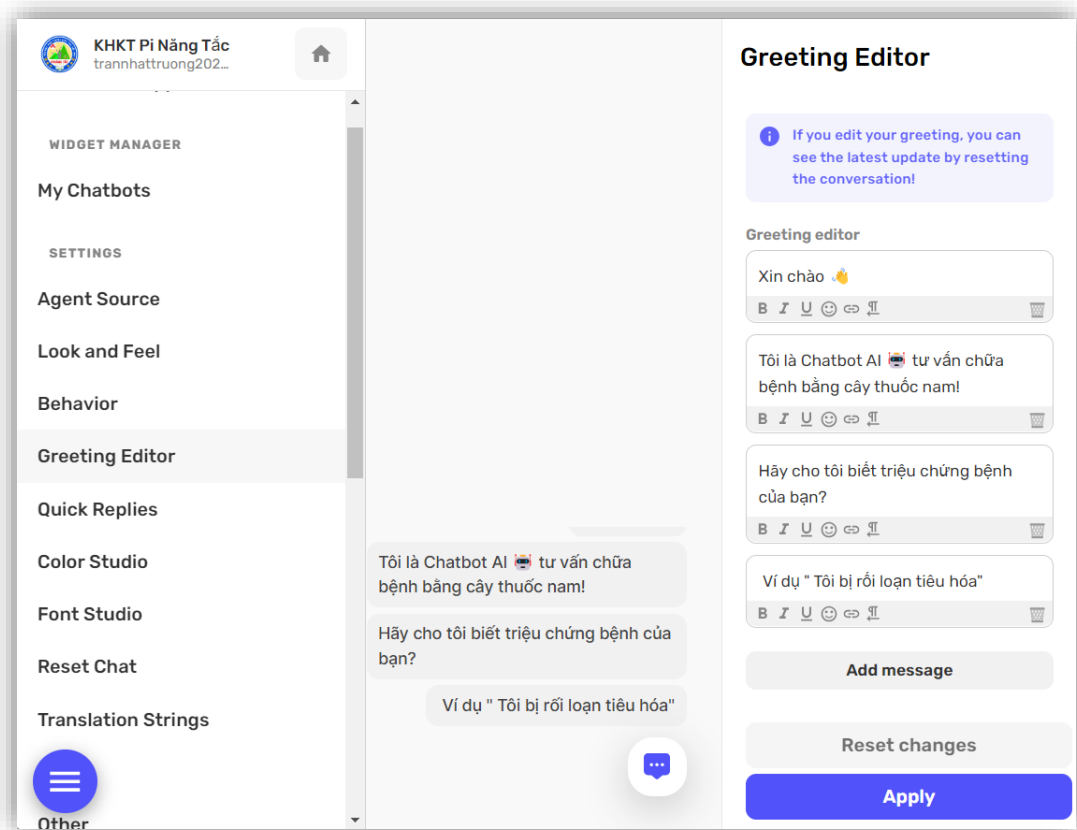 KHKT Pi Năng Tắc
trannhattruong202...
WIDGET MANAGER
My Chatbots
SETTINGS
Agent Source
Look and Feel
Behavior
Greeting Editor
Quick Replies
Color Studio
Font Studio
Reset Chat
Translation Strings
Other
Tôi là Chatbot AI 🤖 tư vấn chữa
bệnh bằng cây thuốc nam!
Hãy cho tôi biết triệu chứng bệnh của
bạn?
Ví dụ " Tôi bị rối loạn tiêu hóa"
Greeting Editor
If you edit your greeting, you can
see the latest update by resetting
the conversation!
Greeting editor
Xin chào 👋
B I U
Tôi là Chatbot AI 🤖 tư vấn chữa
bệnh bằng cây thuốc nam!
B I U
Hãy cho tôi biết triệu chứng bệnh
của bạn?
B I U
Ví dụ " Tôi bị rối loạn tiêu hóa"
B I U
Add message
Reset changes
Apply